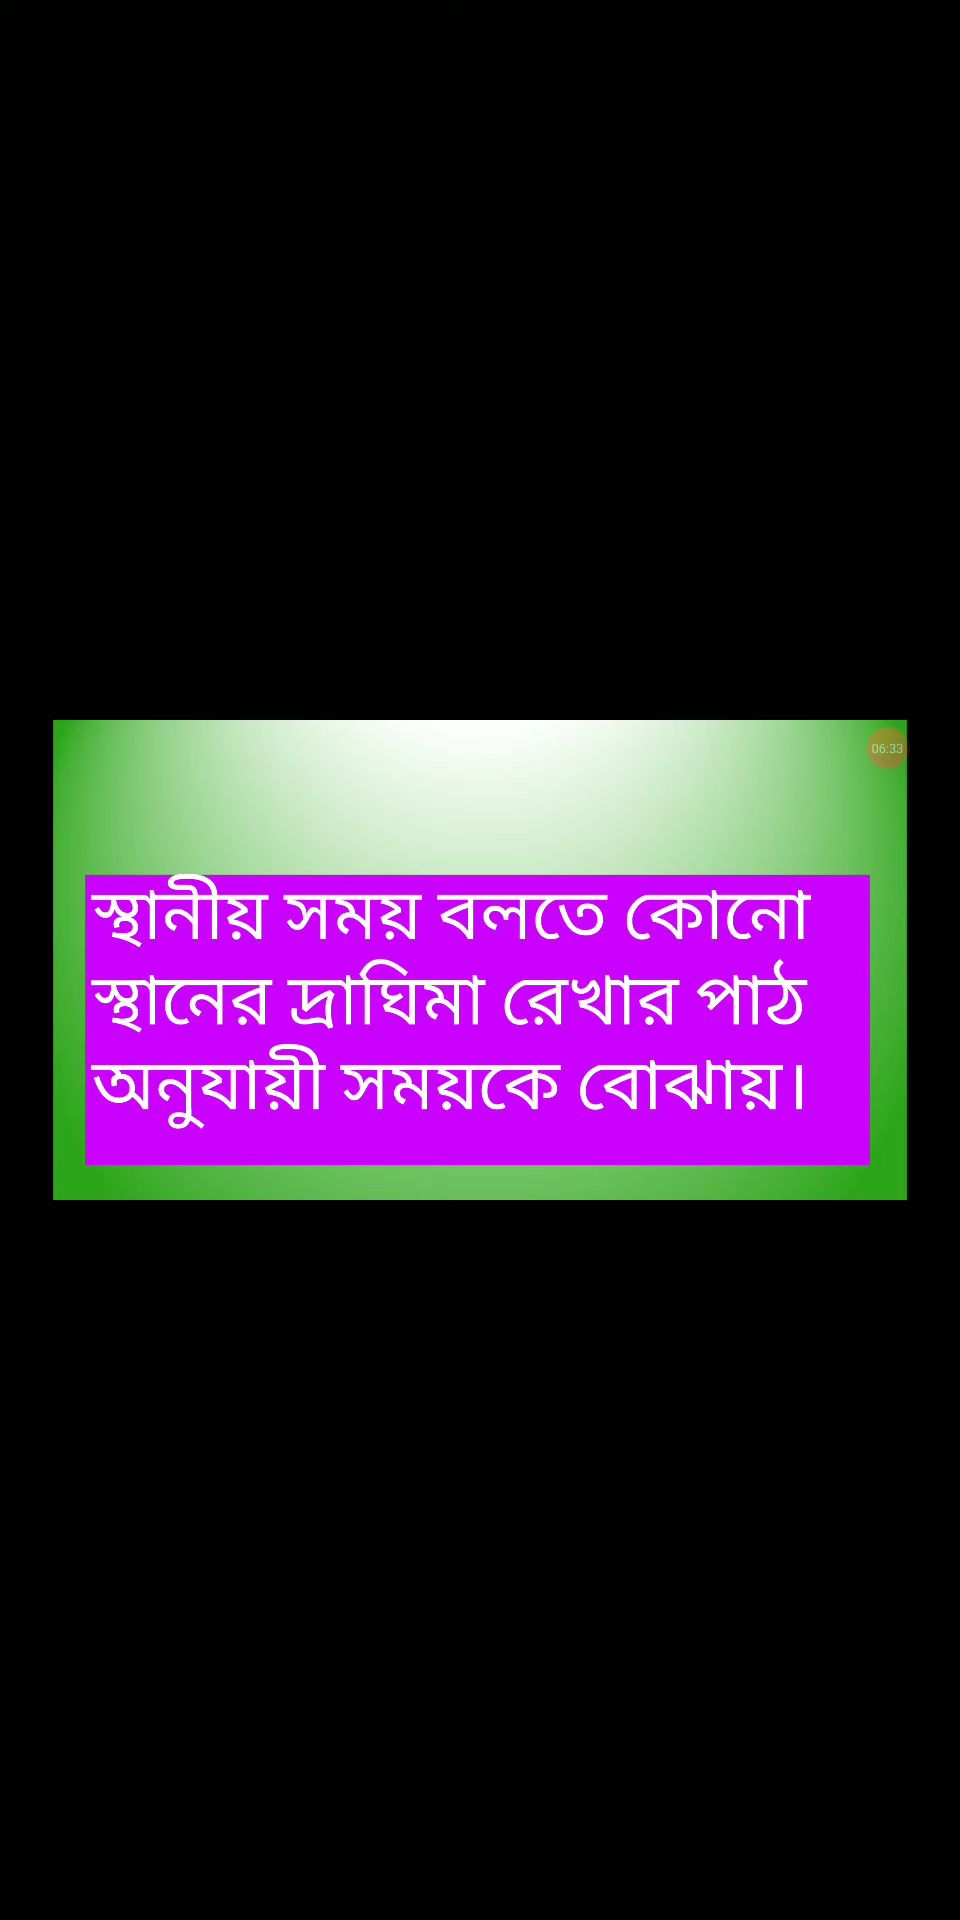 06:33
স্থানীয় সময় বলতে কোনো
স্থানের দ্রাঘিমা রেখার পাঠ
অনুযায়ী সময়কে বোঝায়।